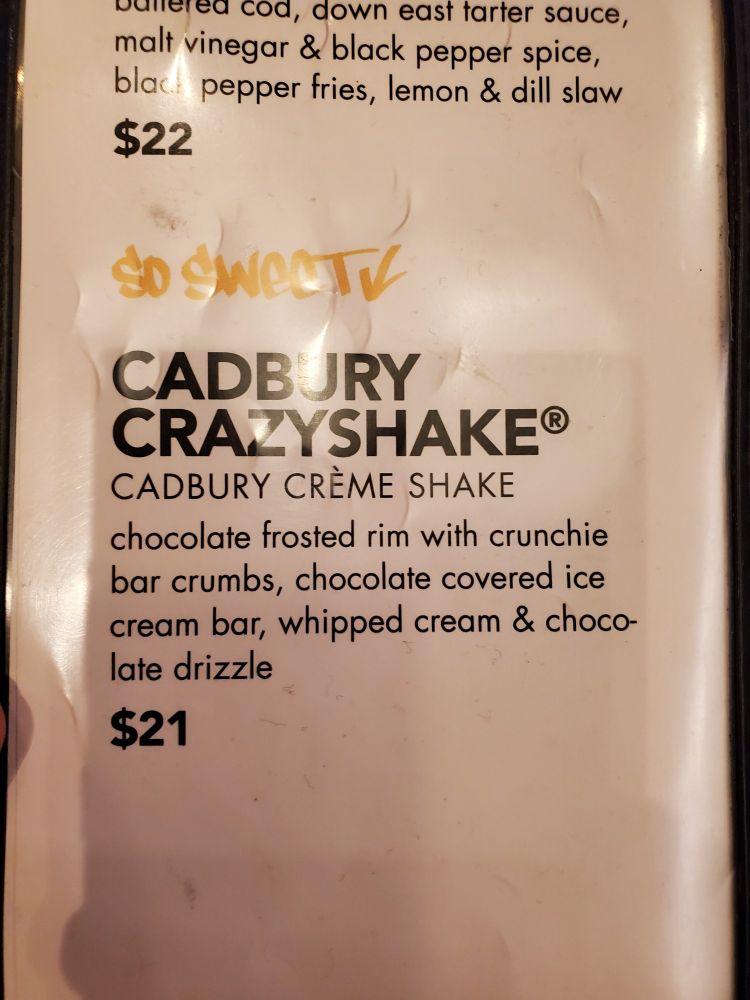 battered cod, down east tarter sauce,
malt vinegar & black pepper spice,
black pepper fries, lemon & dill slaw
$22
SO SWEET
CADBURY
CRAZYSHAKE®
CADBURY CRÈME SHAKE
chocolate frosted rim with crunchie
bar crumbs, chocolate covered ice
cream bar, whipped cream & choco-
late drizzle
$21